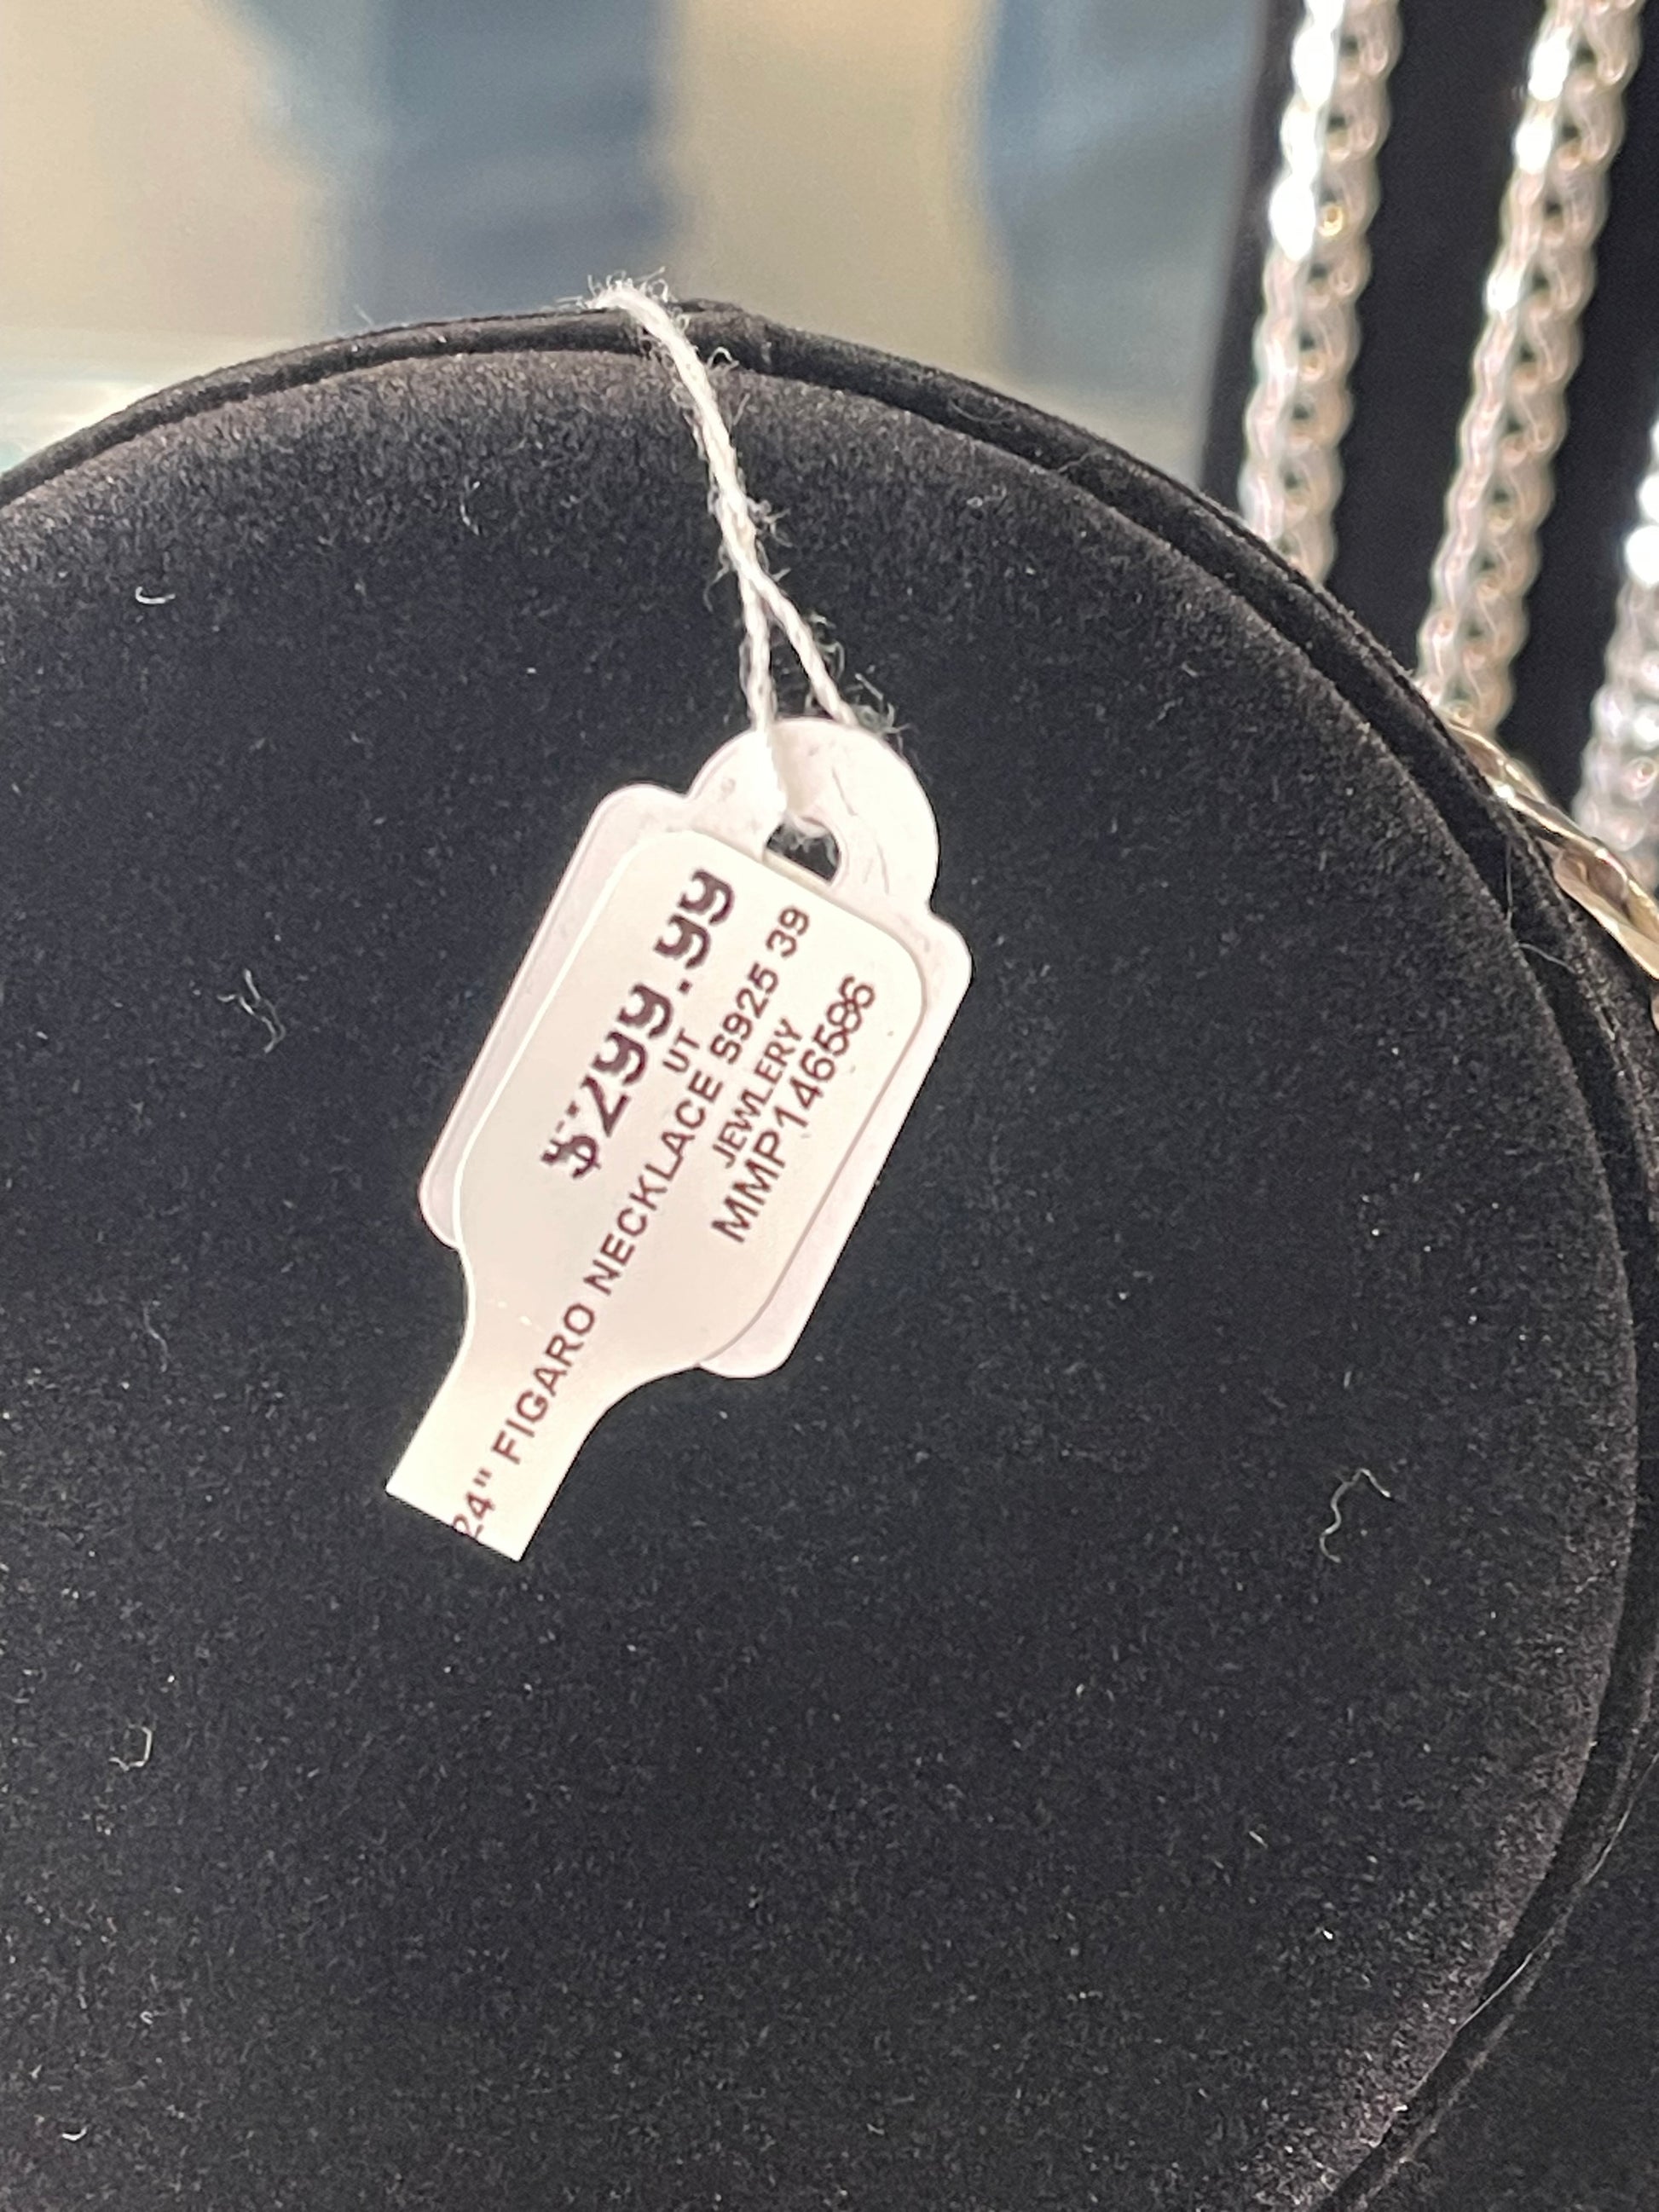 $299.99
UT
24" FIGARO NECKLACE S925 39
JEWLERY
MMP146586